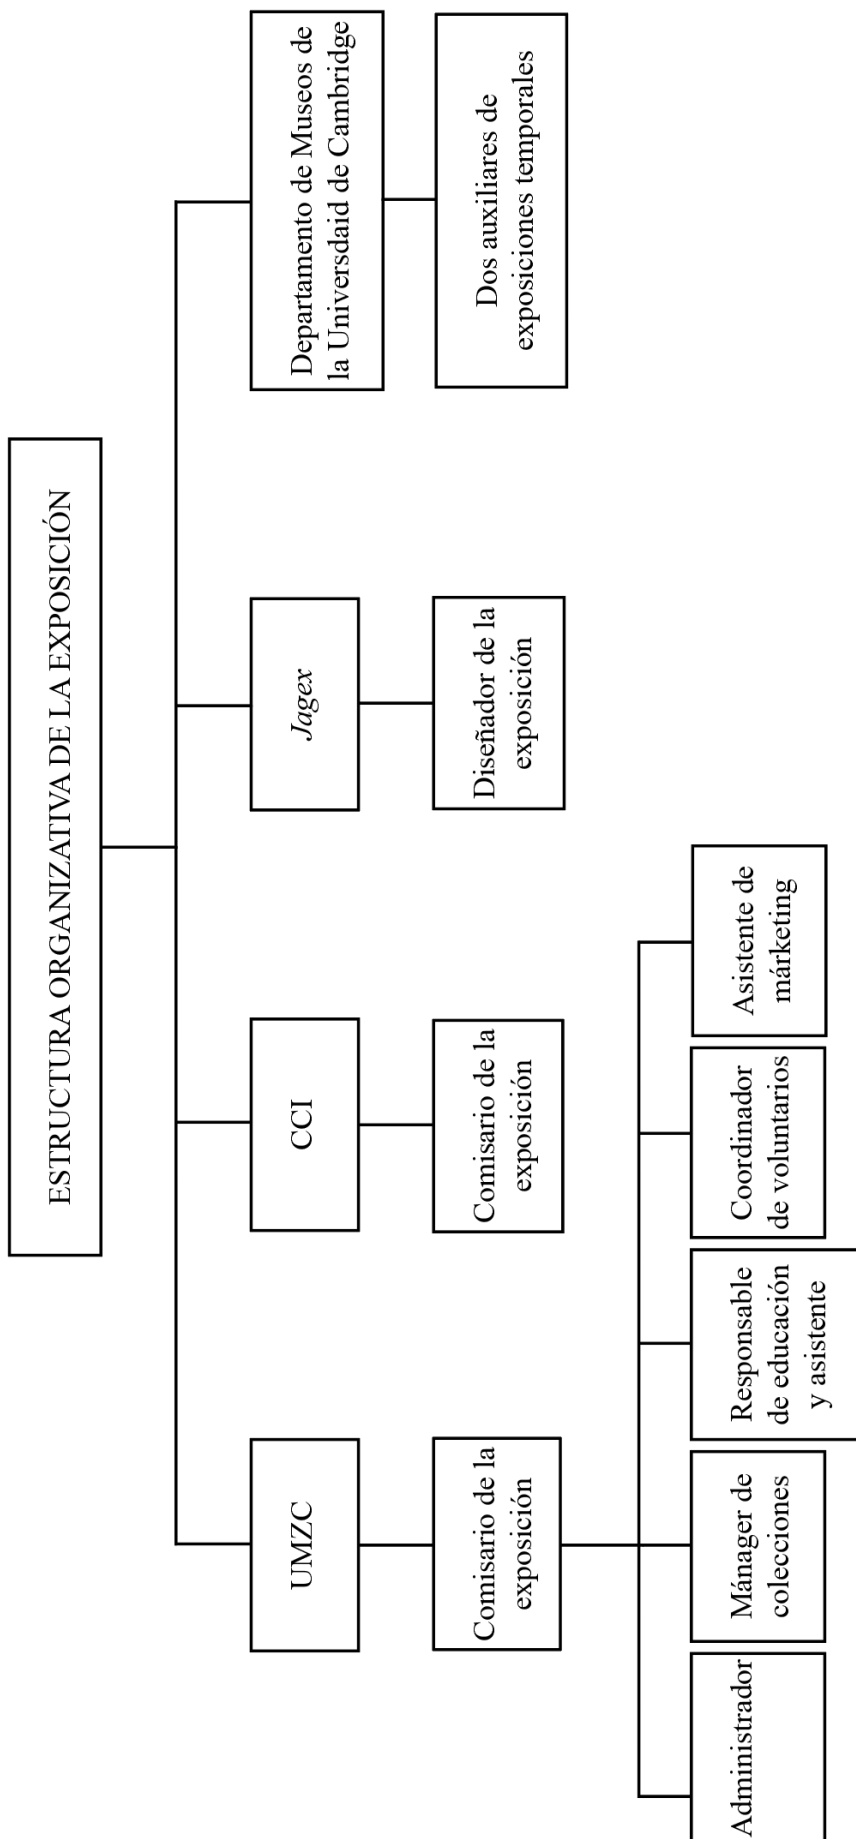 ESTRUCTURA ORGANIZATIVA DE LA EXPOSICIÓN
UMZC
CCI
Jagex
Departamento de Museos de
la Universdaid de Cambridge
Comisario de la
exposición
Comisario de la
exposición
Diseñador de la
exposición
Dos auxiliares de
exposiciones temporales
Administrador
Mánager de
colecciones
Responsable
de educación
y asistente
Coordinador
de voluntarios
Asistente de
márketing